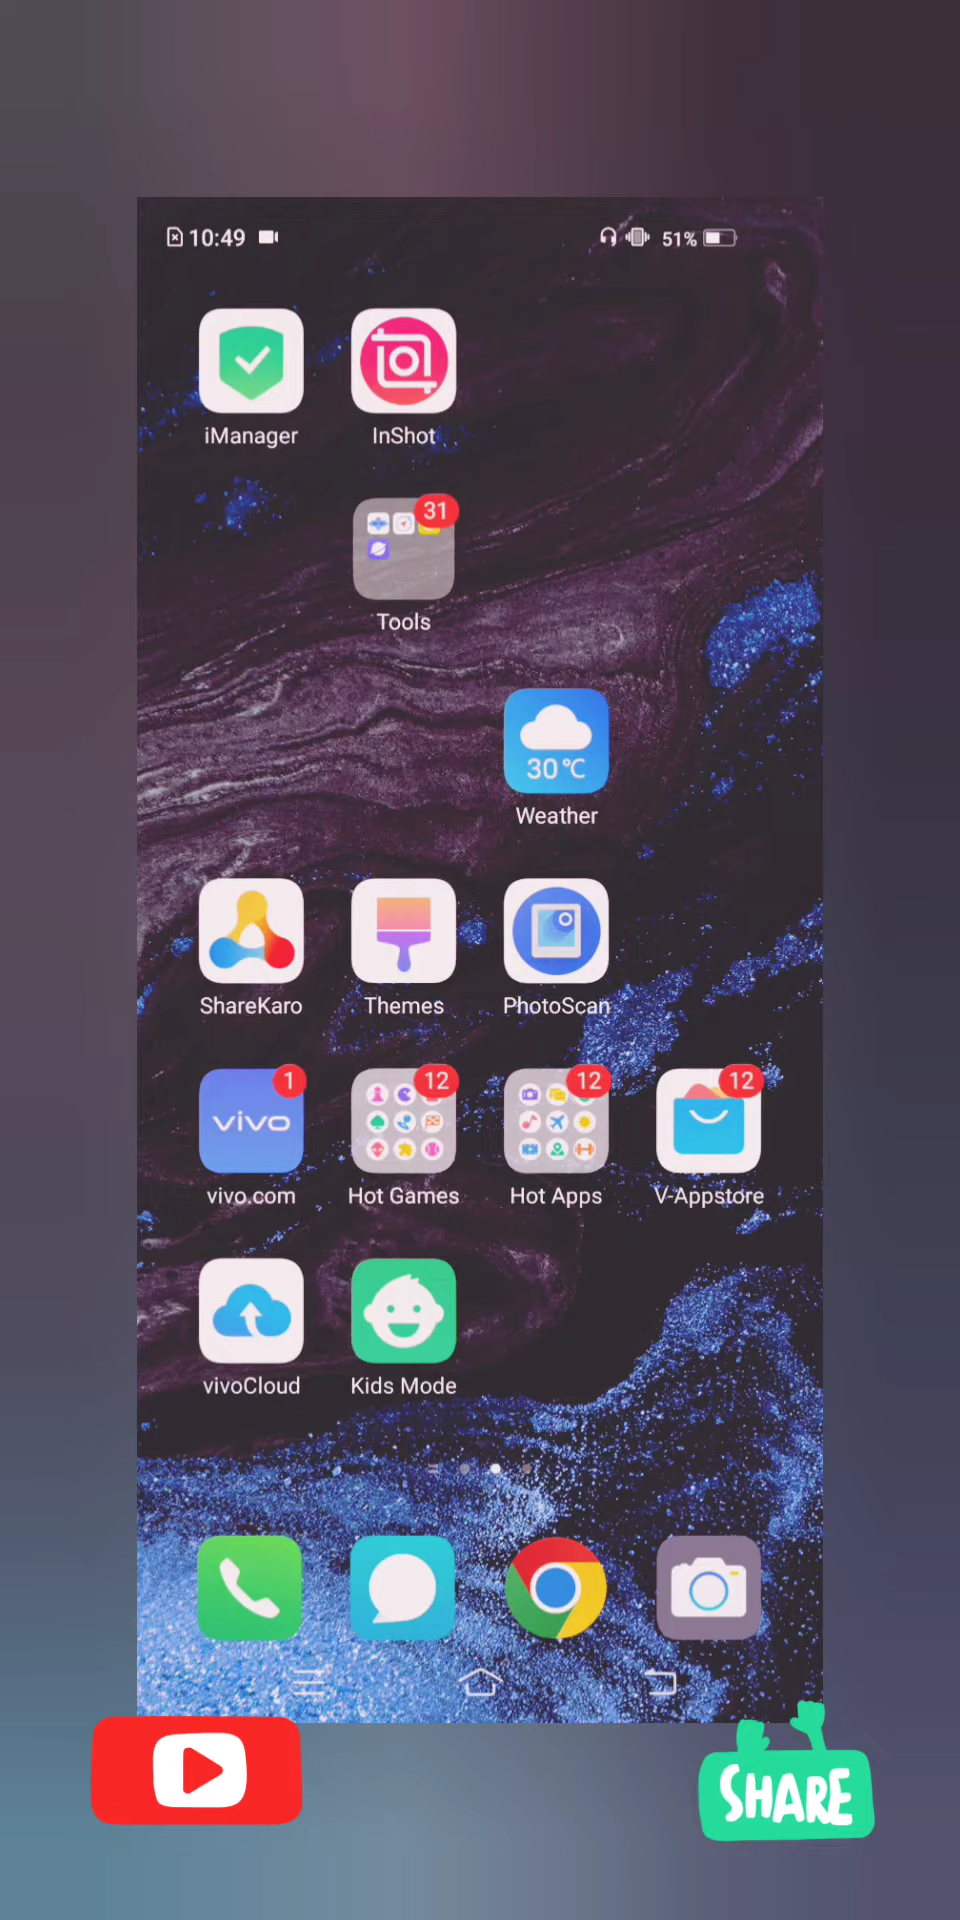 10:49 51%
iManager InShot
31
Tools
30°C
Weather
ShareKaro Themes PhotoScan
1 12 12 12
vivo
vivo.com Hot Games Hot Apps V-Appstore
vivoCloud Kids Mode
SHARE